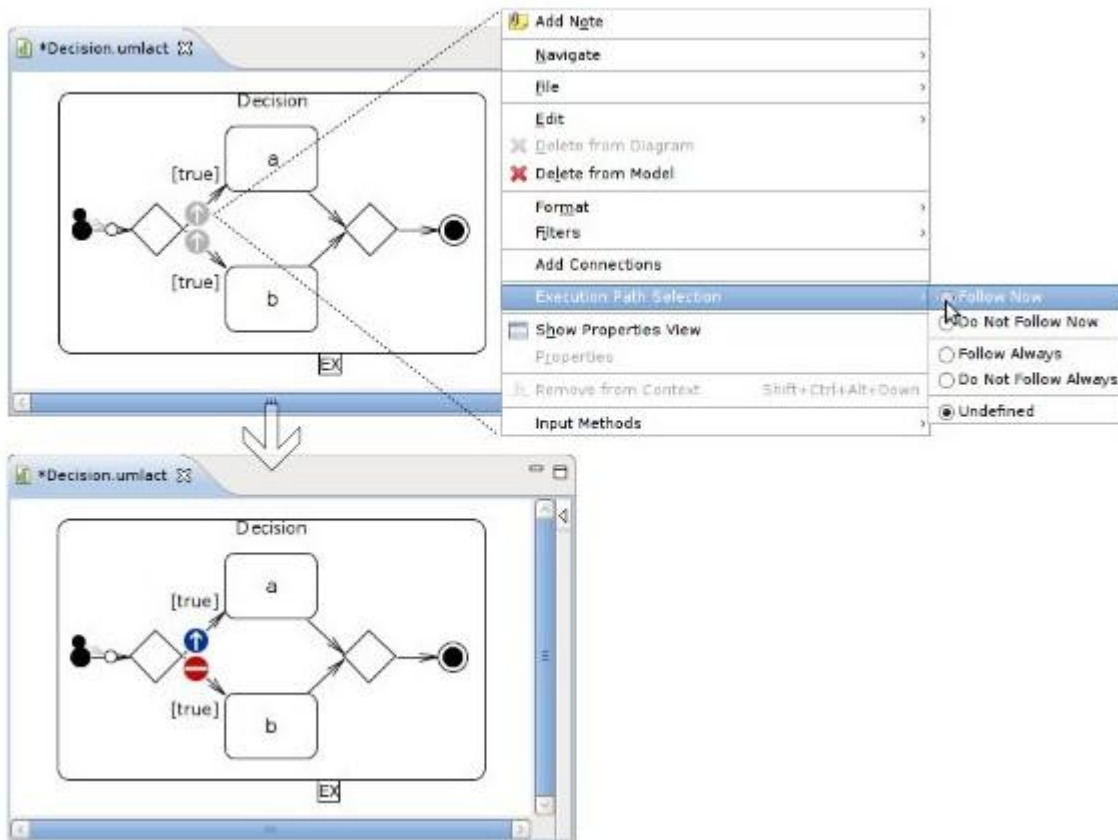 *Decision.umlact
Decision
a
[true]
[true]
b
EX
Add Note
Navigate
File
Edit
Delete from Diagram
Delete from Model
Format
Filters
Add Connections
Execution Path Selection
Show Properties View
Properties
Remove from Context Shift+Ctrl+Alt+Down
Input Methods
Follow Now
Do Not Follow Now
Follow Always
Do Not Follow Always
Undefined
*Decision.umlact
Decision
a
[true]
[true]
b
EX